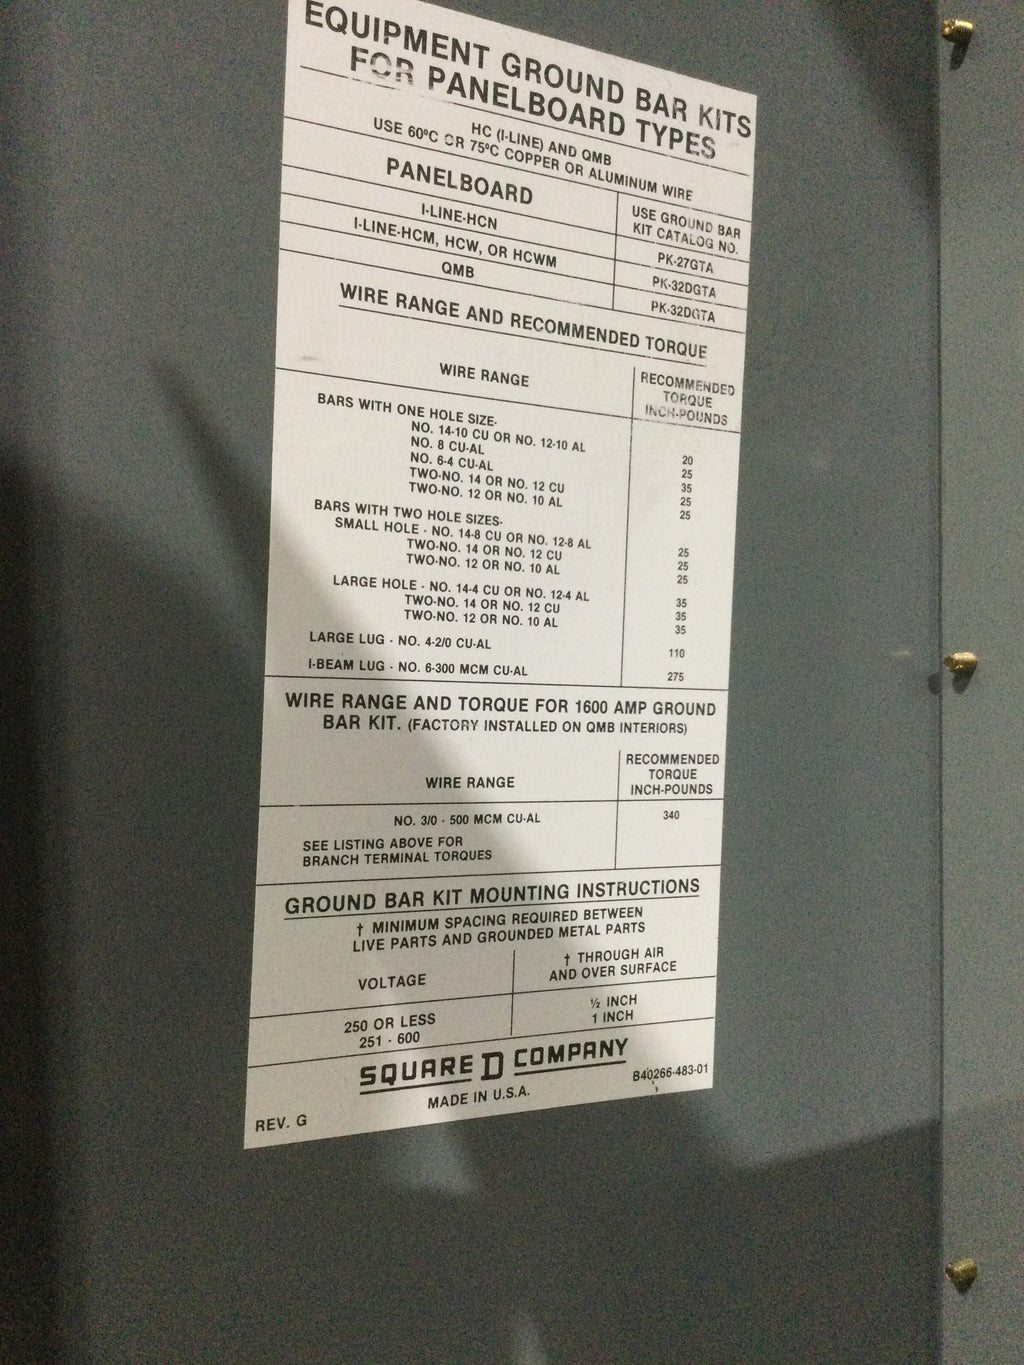 EQUIPMENT GROUND BAR KITS
FOR PANELBOARD TYPES
HC (I-LINE) AND QMB
USE 60°C OR 75°C COPPER OR ALUMINUM WIRE
PANELBOARD
USE GROUND BAR
KIT CATALOG NO.
I-LINE-HCN
PK-27GTA
I-LINE-HCM, HCW, OR HCWM
PK-32DGTA
QMB
PK-32DGTA
WIRE RANGE AND RECOMMENDED TORQUE
WIRE RANGE
RECOMMENDED
TORQUE
INCH-POUNDS
BARS WITH ONE HOLE SIZE-
NO. 14-10 CU OR NO. 12-10 AL 20
NO. 8 CU-AL 25
NO. 6-4 CU-AL 35
TWO-NO. 14 OR NO. 12 CU 25
TWO-NO. 12 OR NO. 10 AL 25
BARS WITH TWO HOLE SIZES-
SMALL HOLE - NO. 14-8 CU OR NO. 12-8 AL 25
TWO-NO. 14 OR NO. 12 CU 25
TWO-NO. 12 OR NO. 10 AL 25
LARGE HOLE - NO. 14-4 CU OR NO. 12-4 AL 35
TWO-NO. 14 OR NO. 12 CU 35
TWO-NO. 12 OR NO. 10 AL 35
LARGE LUG - NO. 4-2/0 CU-AL 110
I-BEAM LUG - NO. 6-300 MCM CU-AL 275
WIRE RANGE AND TORQUE FOR 1600 AMP GROUND
BAR KIT. (FACTORY INSTALLED ON QMB INTERIORS)
WIRE RANGE
RECOMMENDED
TORQUE
INCH-POUNDS
NO. 3/0 - 500 MCM CU-AL 340
SEE LISTING ABOVE FOR
BRANCH TERMINAL TORQUES
GROUND BAR KIT MOUNTING INSTRUCTIONS
† MINIMUM SPACING REQUIRED BETWEEN
LIVE PARTS AND GROUNDED METAL PARTS
VOLTAGE
† THROUGH AIR
AND OVER SURFACE
250 OR LESS ½ INCH
251 - 600 1 INCH
SQUARE D COMPANY
MADE IN U.S.A.
B40266-483-01
REV. G